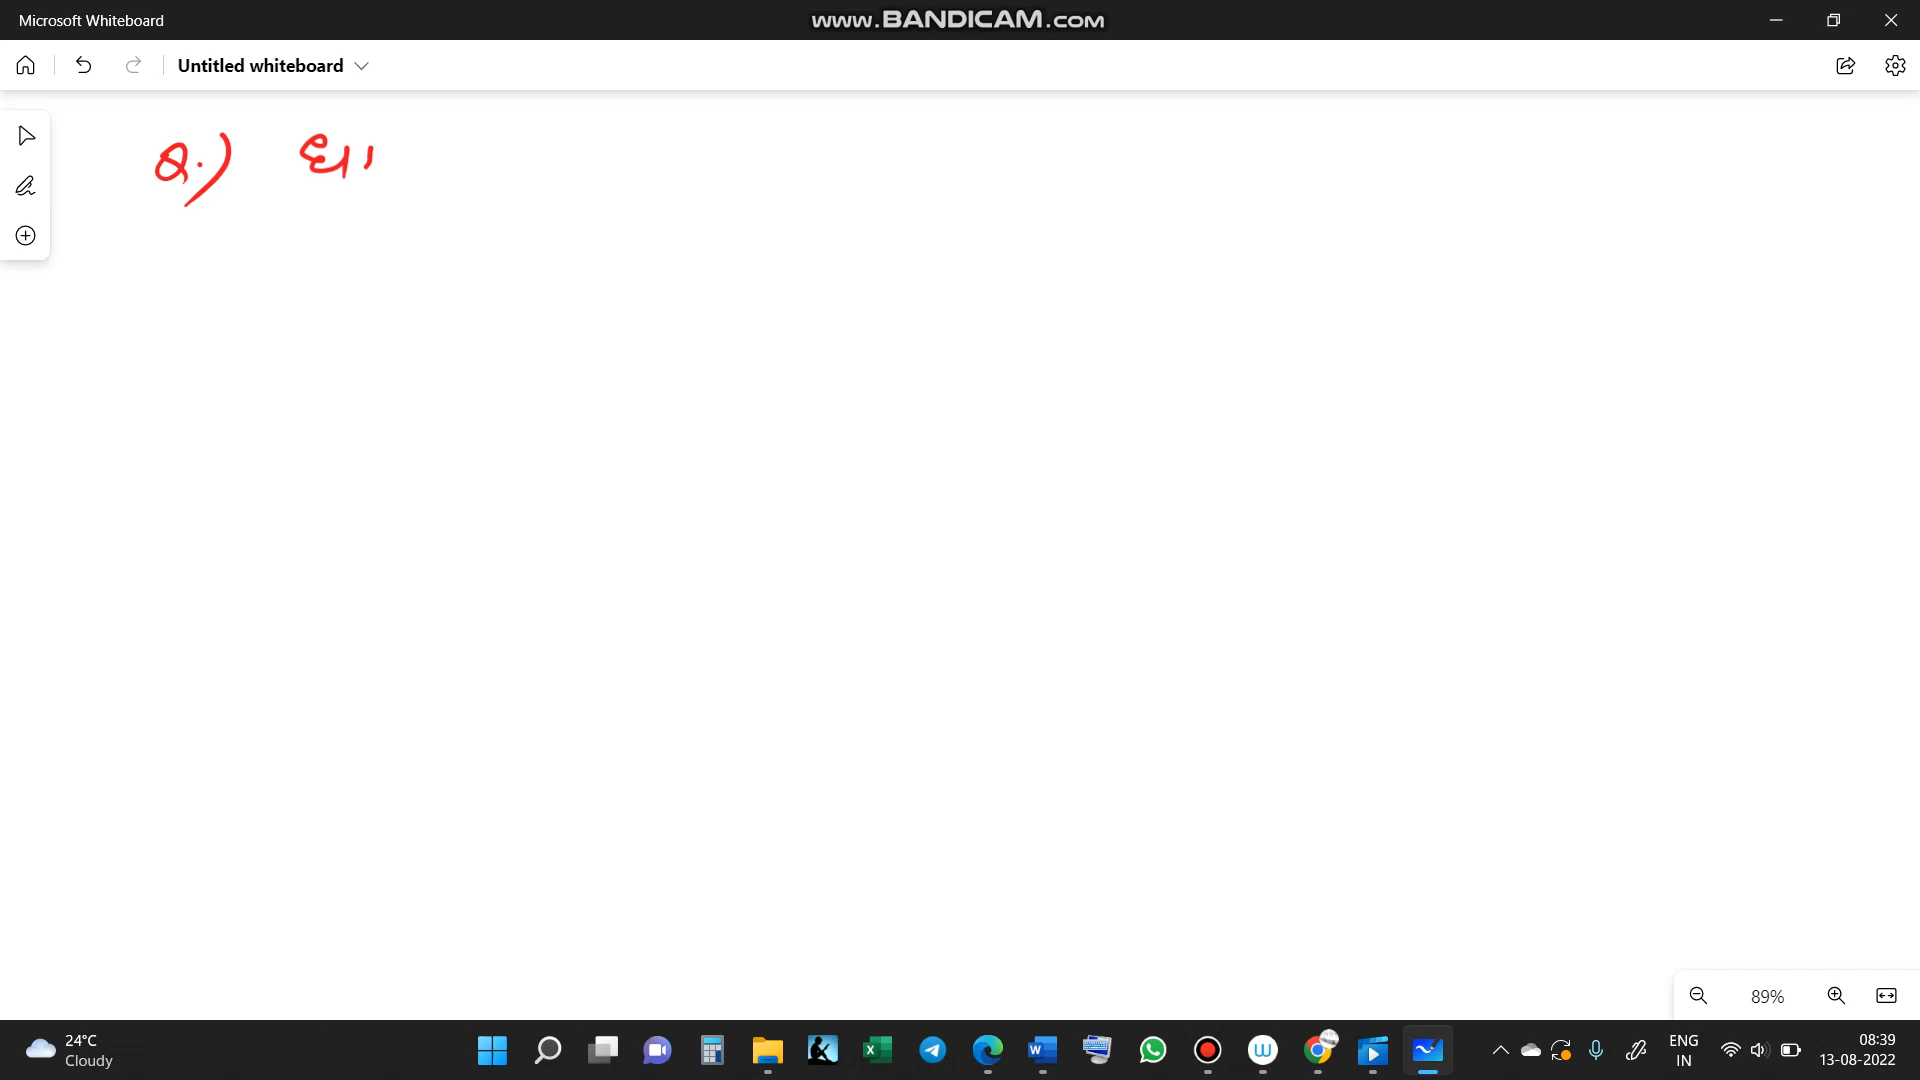 Microsoft Whiteboard
www.BANDICAM.com
Untitled whiteboard
Q.) धा
89%
24°C
Cloudy
ENG
IN
08:39
13-08-2022